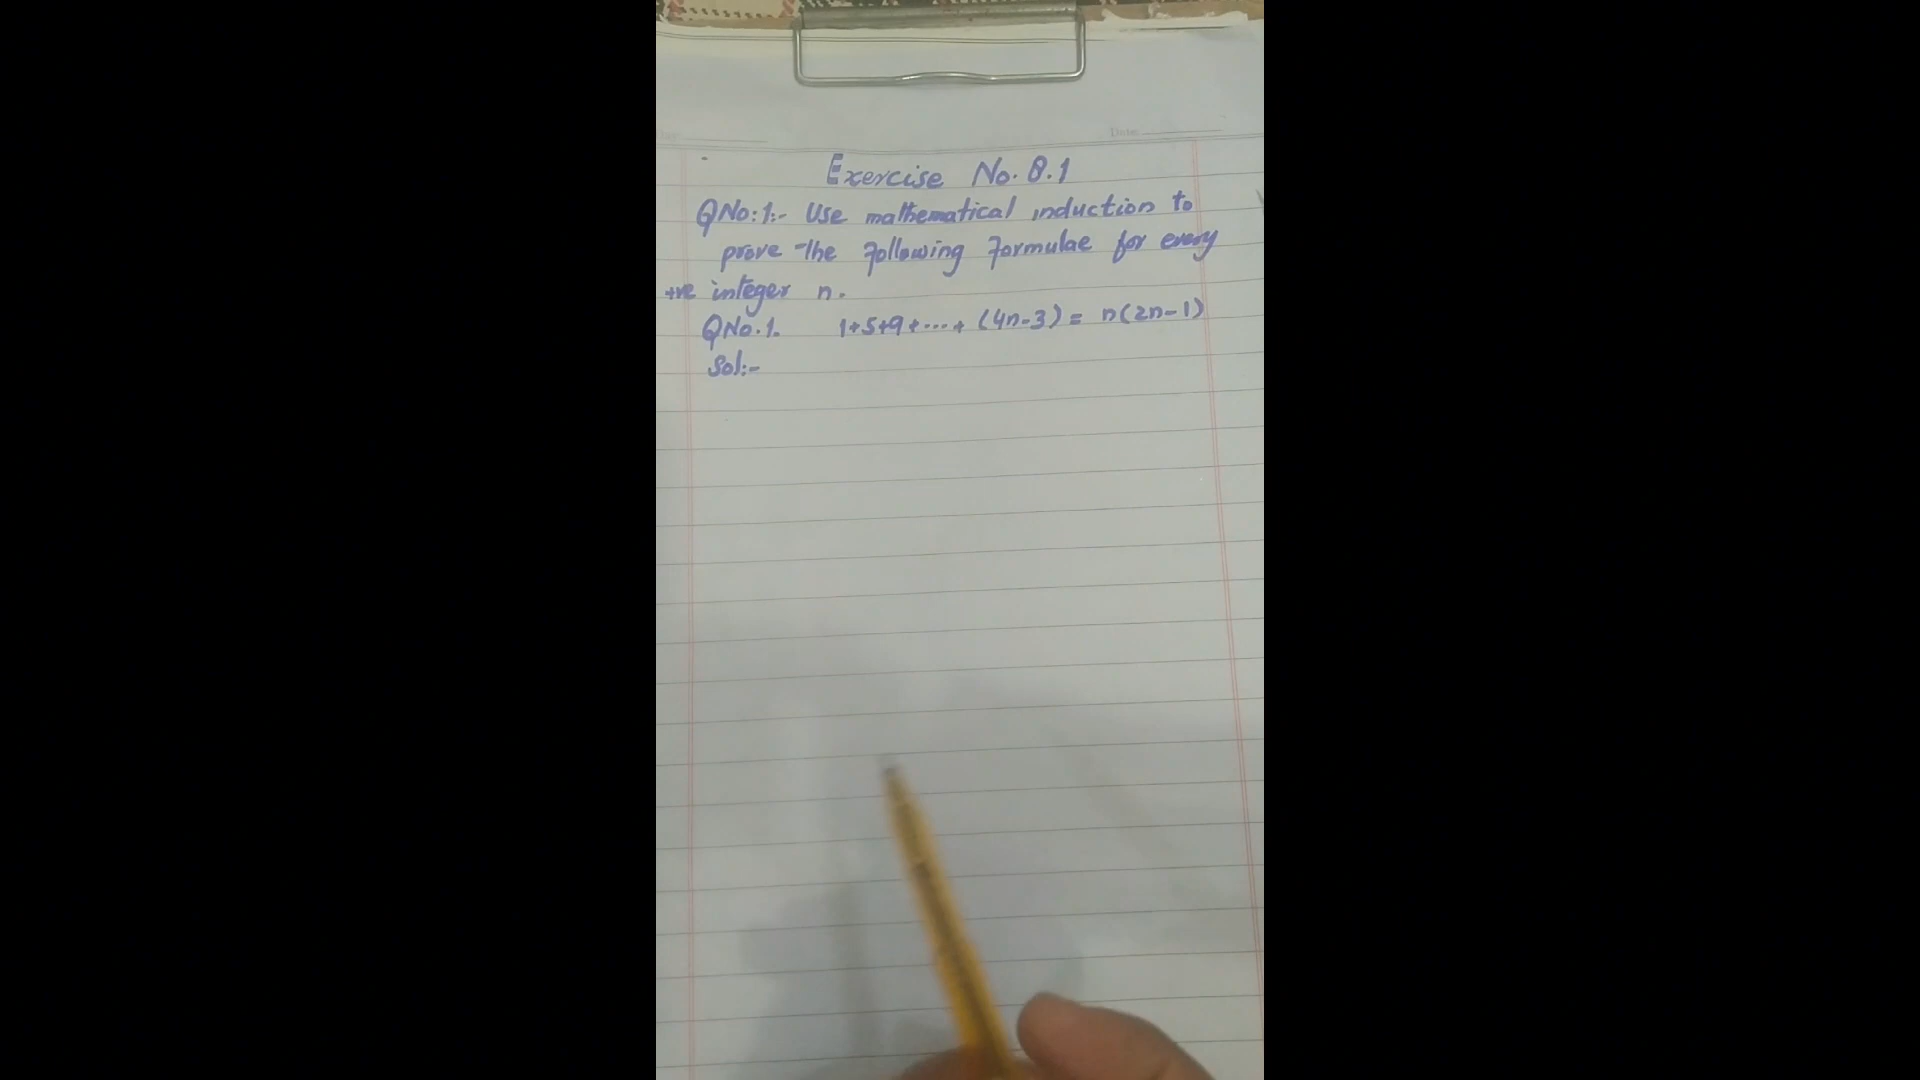 Date:
Exercise No. 8.1
QNo:1:- Use mathematical induction to
prove the following formulae for every
+ve integer n.
QNo.1. 1+5+9+....+ (4n-3) = n(2n-1)
Sol:-